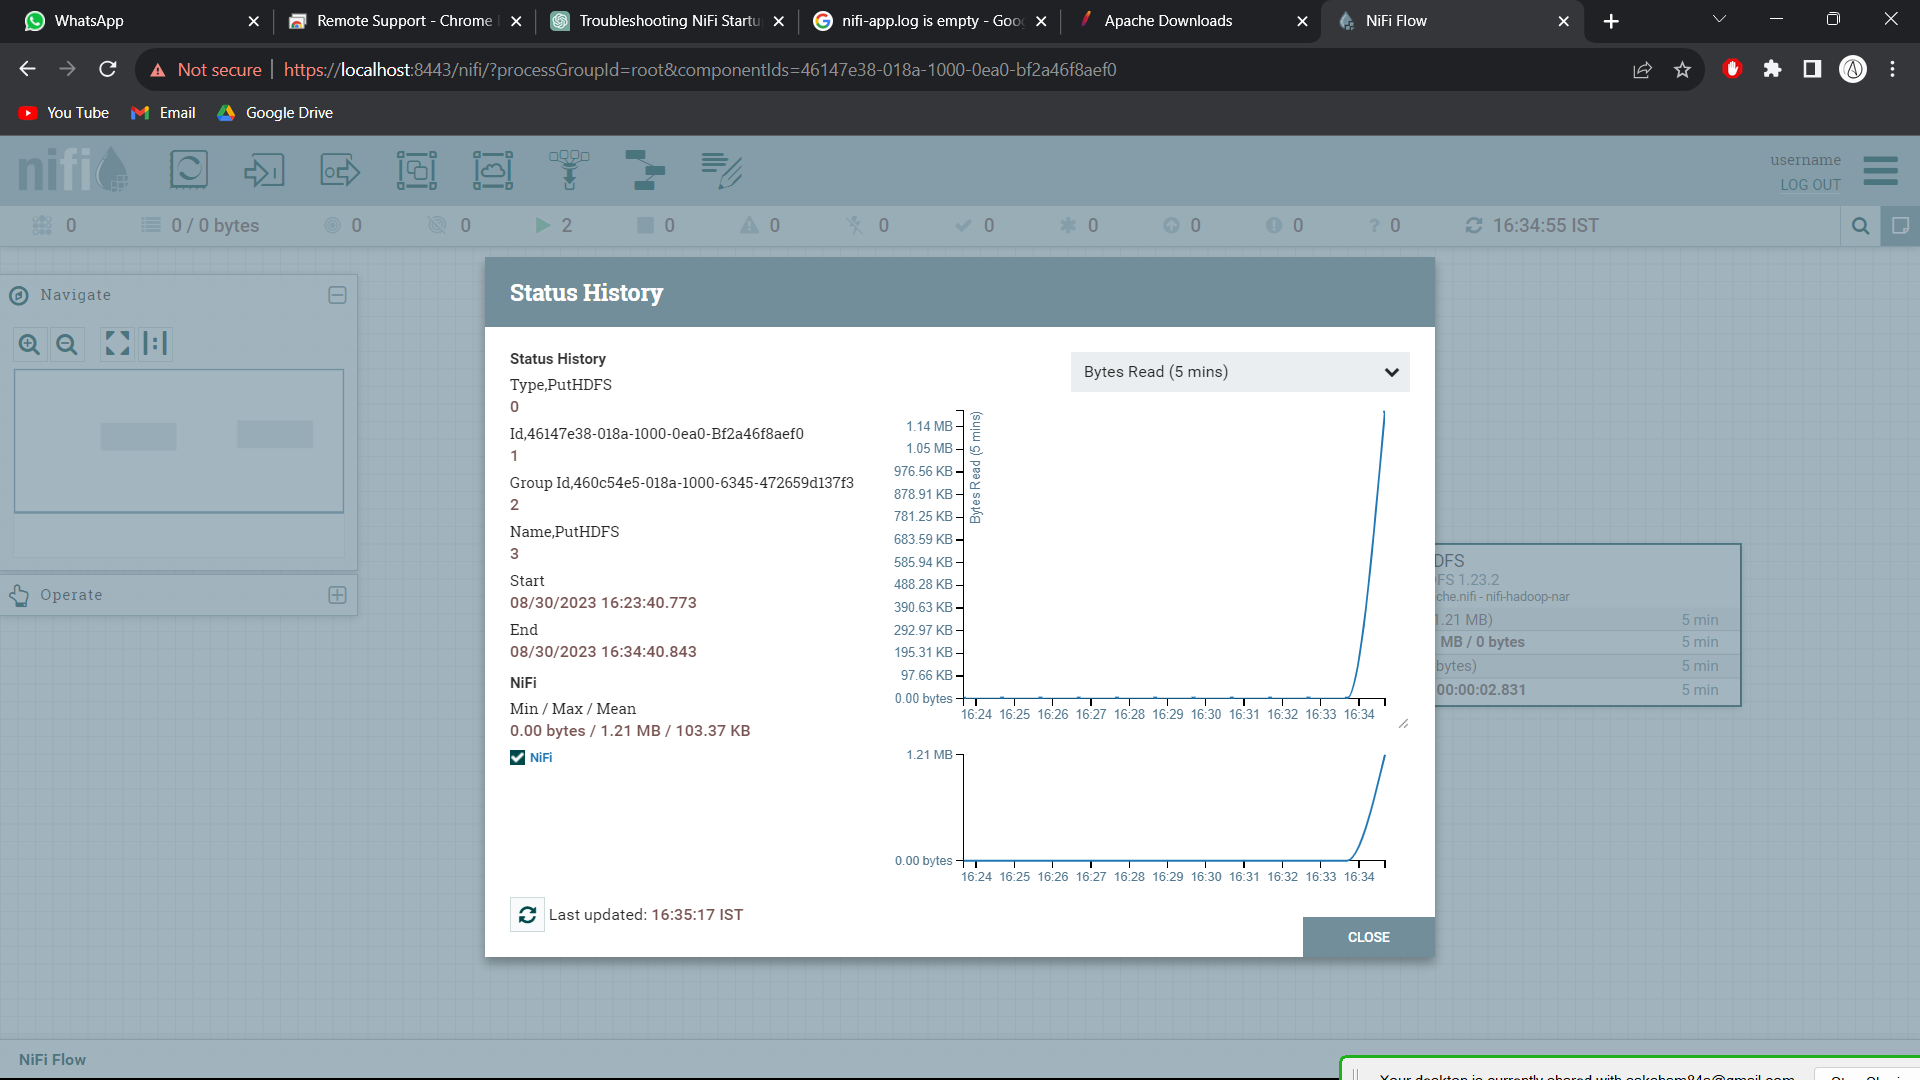 WhatsApp
Remote Support - Chrome
Troubleshooting NiFi Startu
nifi-app.log is empty - Goo
Apache Downloads
NiFi Flow
Not secure
https://localhost:8443/nifi/?processGroupId=root&componentIds=46147e38-018a-1000-0ea0-bf2a46f8aef0
You Tube
Email
Google Drive
nifi
username
LOG OUT
0
0 / 0 bytes
0
0
2
0
0
0
0
0
0
0
? 0
16:34:55 IST
Navigate
Operate
Status History
Status History
Type,PutHDFS
0
Id,46147e38-018a-1000-0ea0-Bf2a46f8aef0
1
Group Id,460c54e5-018a-1000-6345-472659d137f3
2
Name,PutHDFS
3
Start
08/30/2023 16:23:40.773
End
08/30/2023 16:34:40.843
NiFi
Min / Max / Mean
0.00 bytes / 1.21 MB / 103.37 KB
NiFi
Last updated: 16:35:17 IST
Bytes Read (5 mins)
Bytes Read (5 mins)
1.14 MB
1.05 MB
976.56 KB
878.91 KB
781.25 KB
683.59 KB
585.94 KB
488.28 KB
390.63 KB
292.97 KB
195.31 KB
97.66 KB
0.00 bytes
16:24 16:25 16:26 16:27 16:28 16:29 16:30 16:31 16:32 16:33 16:34
1.21 MB
0.00 bytes
16:24 16:25 16:26 16:27 16:28 16:29 16:30 16:31 16:32 16:33 16:34
CLOSE
DFS
FS 1.23.2
che.nifi - nifi-hadoop-nar
1.21 MB) 5 min
MB / 0 bytes 5 min
bytes) 5 min
00:00:02.831 5 min
NiFi Flow